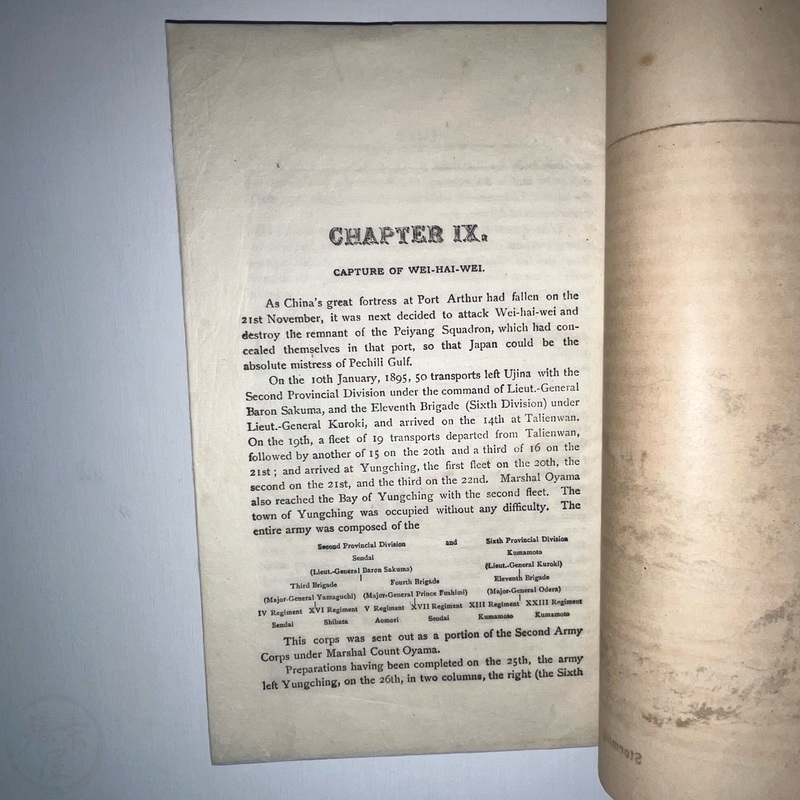 CHAPTER IX.
CAPTURE OF WEI-HAI-WEI.
As China's great fortress at Port Arthur had fallen on the
21st November, it was next decided to attack Wei-hai-wei and
destroy the remnant of the Peiyang Squadron, which had con-
cealed themselves in that port, so that Japan could be the
absolute mistress of Pechili Gulf.
On the 10th January, 1895, 50 transports left Ujina with the
Second Provincial Division under the command of Lieut.-General
Baron Sakuma, and the Eleventh Brigade (Sixth Division) under
Lieut.-General Kuroki, and arrived on the 14th at Talienwan.
On the 19th, a fleet of 19 transports departed from Talienwan,
followed by another of 15 on the 20th and a third of 16 on the
21st; and arrived at Yungching, the first fleet on the 20th, the
second on the 21st, and the third on the 22nd. Marshal Oyama
also reached the Bay of Yungching with the second fleet. The
town of Yungching was occupied without any difficulty. The
entire army was composed of the
Second Provincial Division and Sixth Provincial Division
Sendai Kumamoto
(Lieut.-General Baron Sakuma) (Lieut.-General Kuroki)
Third Brigade Fourth Brigade Eleventh Brigade
(Major-General Yamaguchi) (Major-General Prince Fushimi) (Major-General Odera)
IV Regiment XVI Regiment V Regiment XVII Regiment XIII Regiment XXIII Regiment
Sendai Shibata Aomori Sendai Kumamoto Kumamoto
This corps was sent out as a portion of the Second Army
Corps under Marshal Count Oyama.
Preparations having been completed on the 25th, the army
left Yungching, on the 26th, in two columns, the right (the Sixth